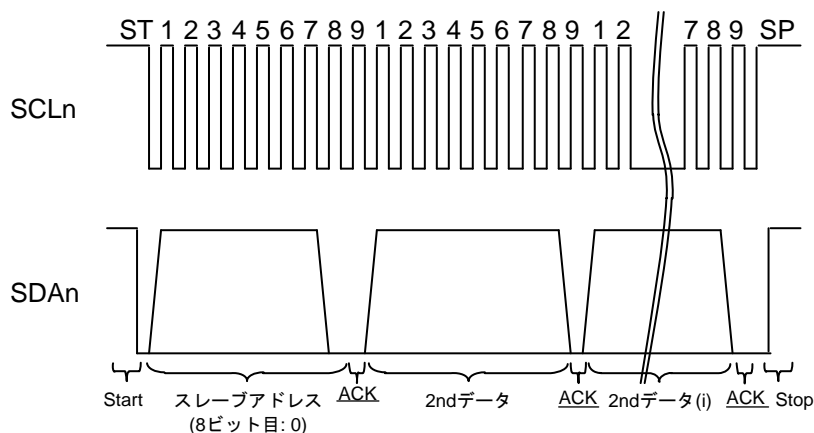 ST 1 2 3 4 5 6 7 8 9 1 2 3 4 5 6 7 8 9 1 2 7 8 9 SP
SCLn
SDAn
Start スレーブアドレス ACK 2ndデータ ACK 2ndデータ(i) ACK Stop
(8ビット目: 0)